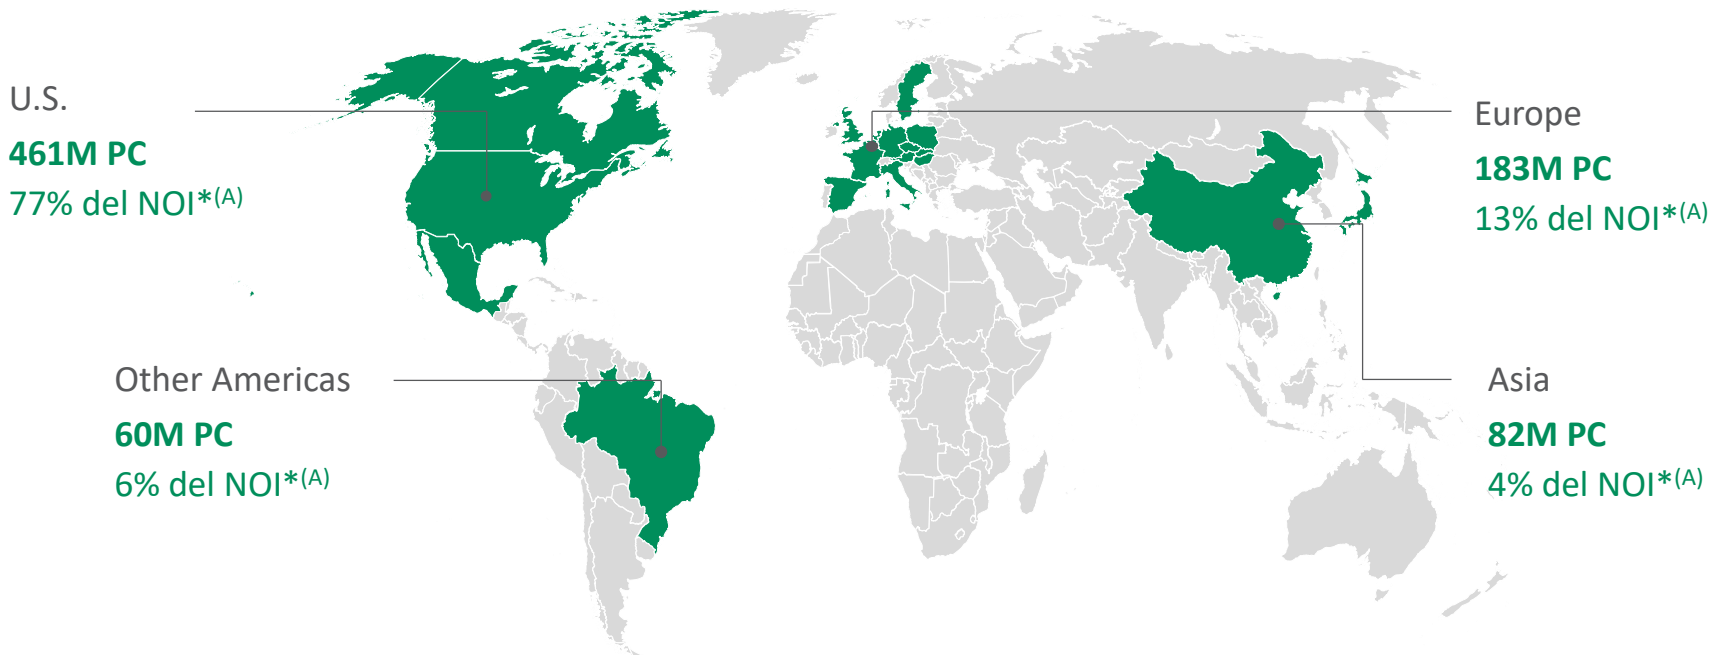 U.S.
461M PC
77% del NOI*(A)
Europe
183M PC
13% del NOI*(A)
Other Americas
60M PC
6% del NOI*(A)
Asia
82M PC
4% del NOI*(A)